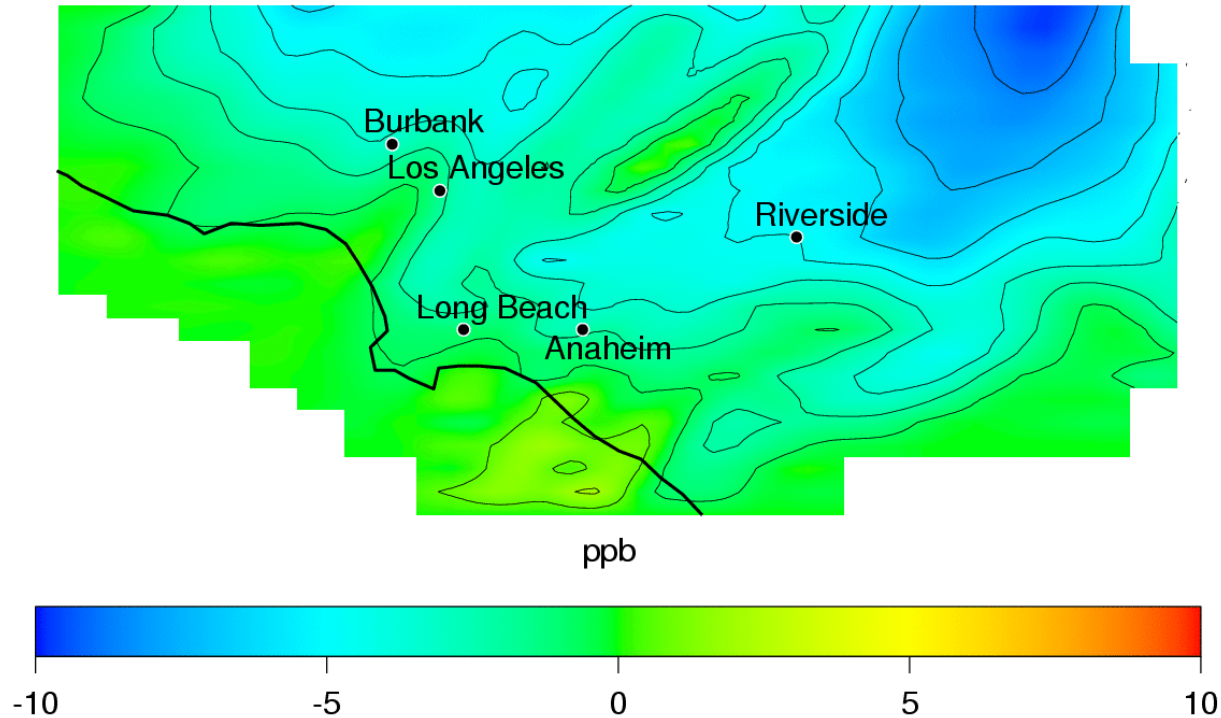 Burbank
Los Angeles
Riverside
Long Beach
Anaheim
ppb
-10 -5 0 5 10